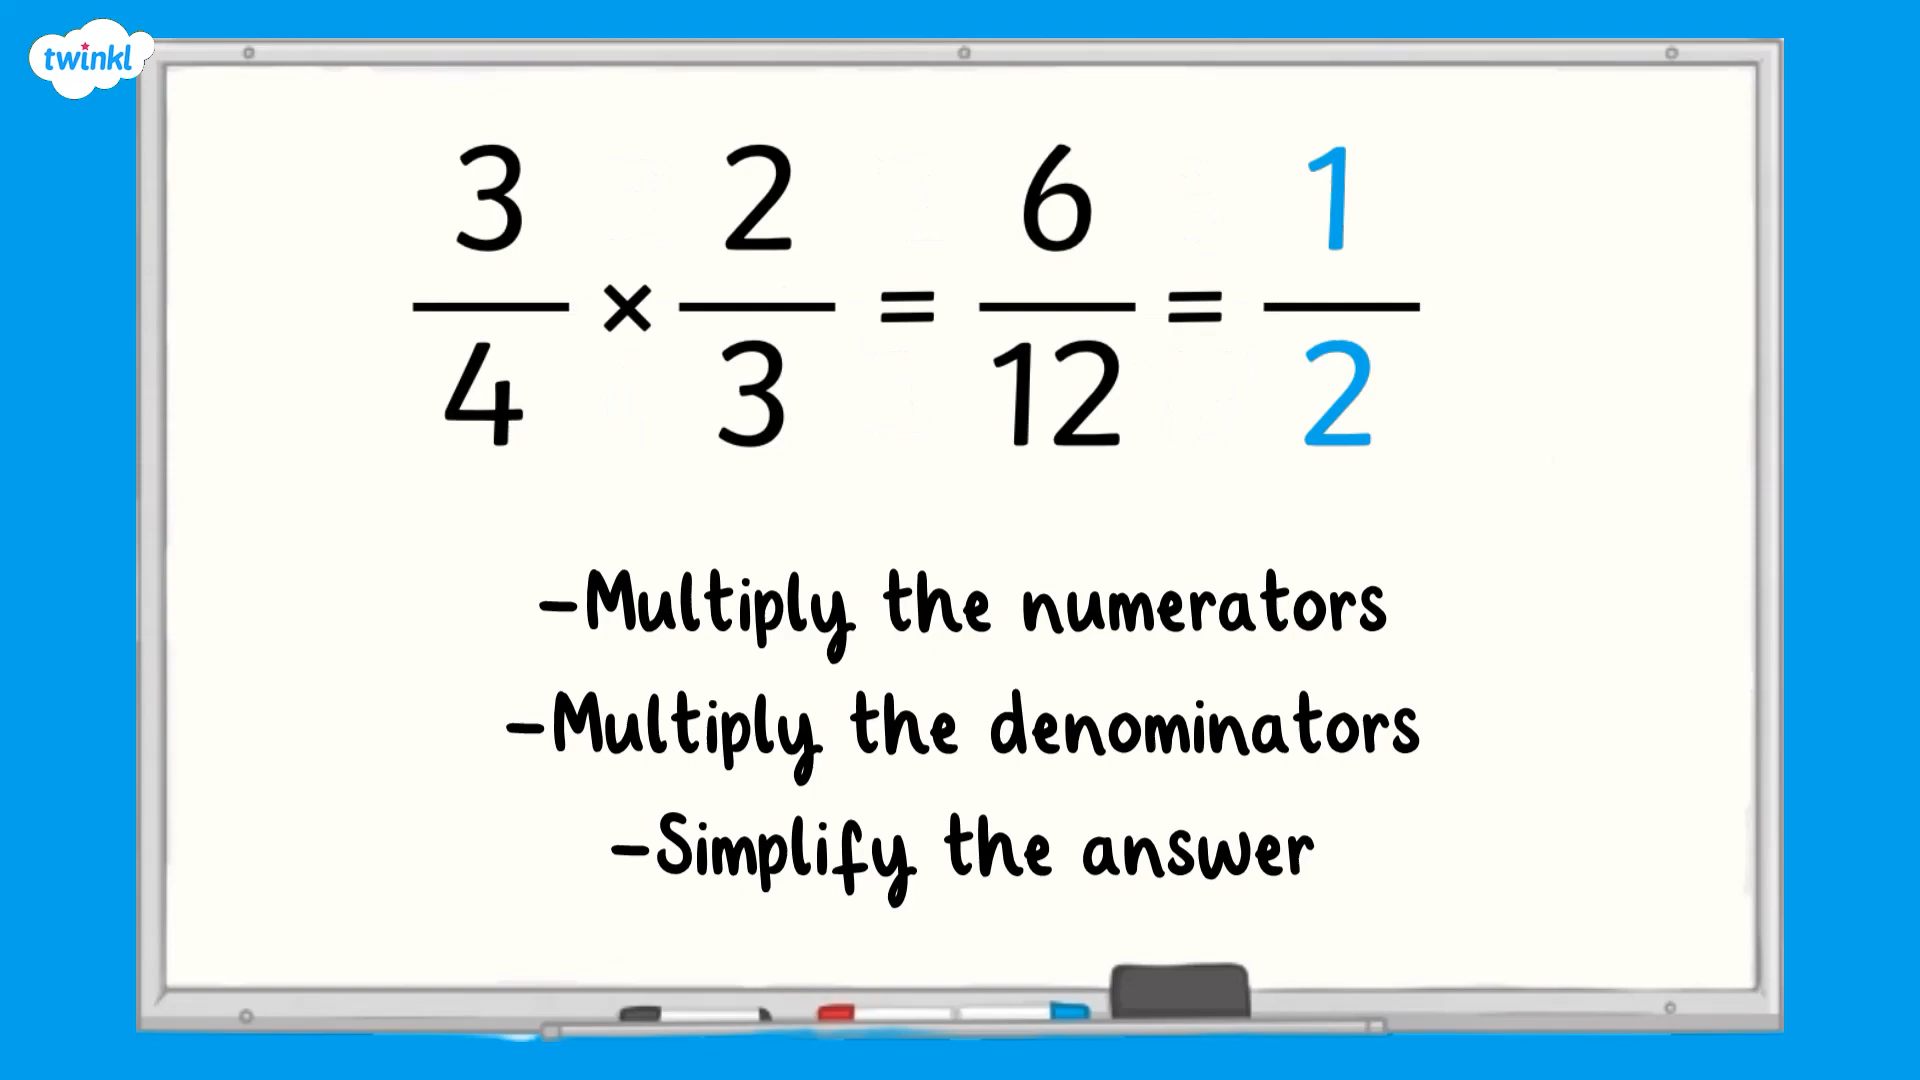 twinkl
3/4 × 2/3 = 6/12 = 1/2
-Multiply the numerators
-Multiply the denominators
-Simplify the answer